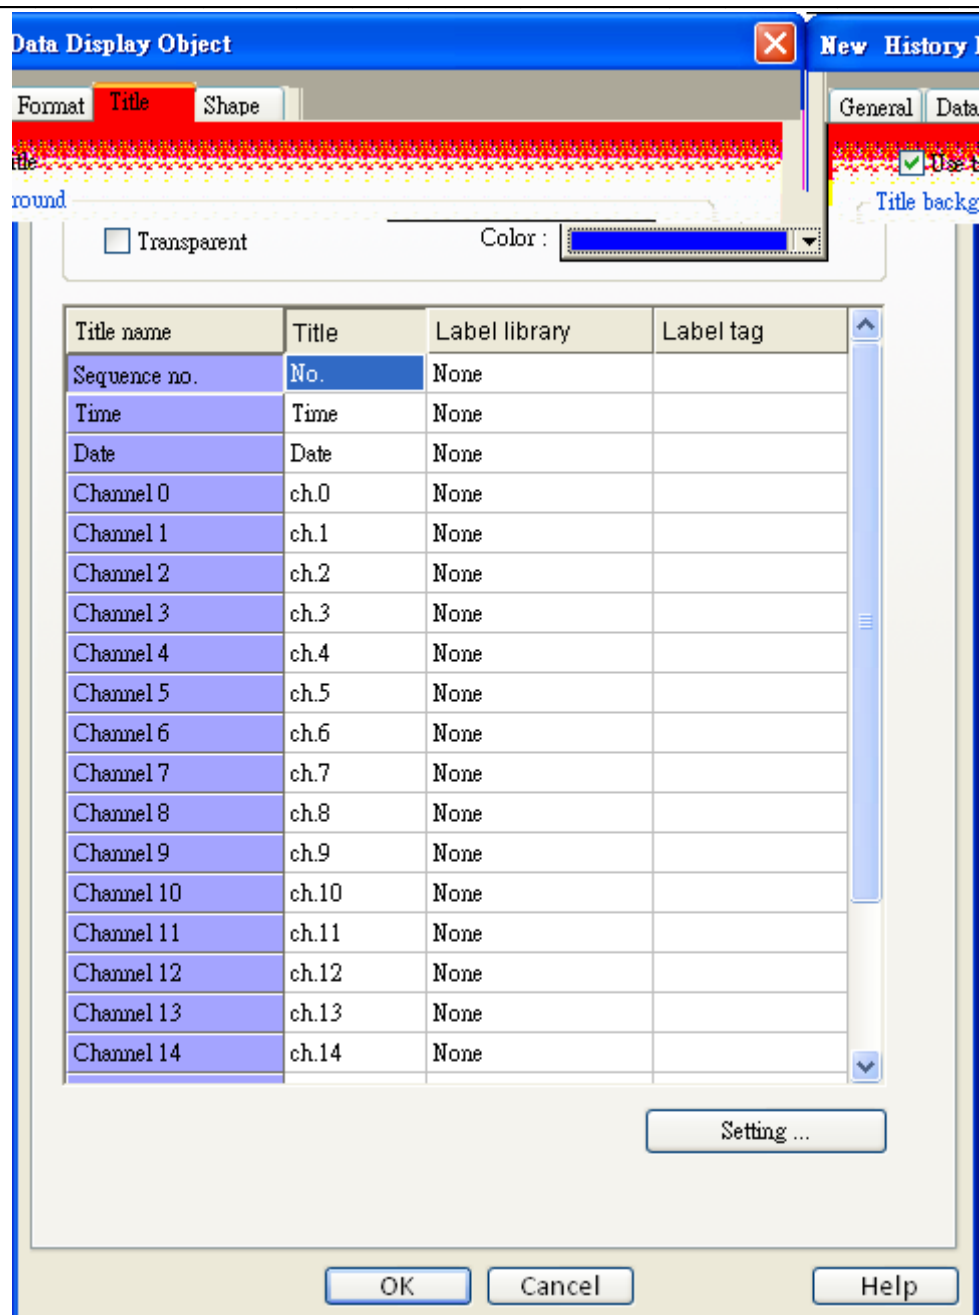 Data Display Object New History
Format Title Shape General Data
itle Use t
round Title backg
Transparent Color :
Title name Title Label library Label tag
Sequence no. No. None
Time Time None
Date Date None
Channel 0 ch.0 None
Channel 1 ch.1 None
Channel 2 ch.2 None
Channel 3 ch.3 None
Channel 4 ch.4 None
Channel 5 ch.5 None
Channel 6 ch.6 None
Channel 7 ch.7 None
Channel 8 ch.8 None
Channel 9 ch.9 None
Channel 10 ch.10 None
Channel 11 ch.11 None
Channel 12 ch.12 None
Channel 13 ch.13 None
Channel 14 ch.14 None
Setting ...
OK Cancel Help